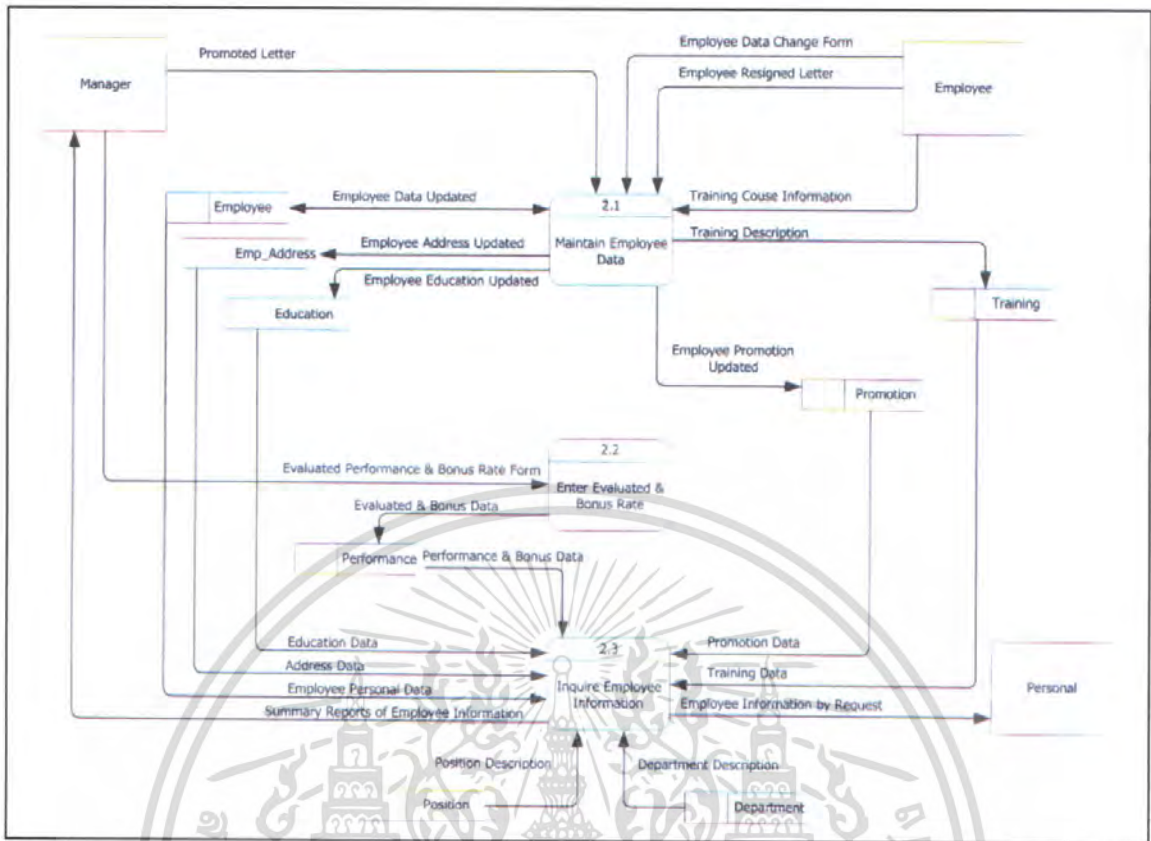 Promoted Letter
Employee Data Change Form
Employee Resigned Letter
Manager
Employee
Employee Data Updated
2.1
Training Couse Information
Employee
Maintain Employee
Data
Training Description
Employee Address Updated
Emp_Address
Employee Education Updated
Education
Training
Employee Promotion
Updated
Promotion
2.2
Evaluated Performance & Bonus Rate Form
Enter Evaluated &
Bonus Rate
Evaluated & Bonus Data
Performance
Performance & Bonus Data
Education Data
2.3
Promotion Data
Address Data
Training Data
Employee Personal Data
Inquire Employee
Information
Personal
Summary Reports of Employee Information
Employee Information by Request
Position Description
Department Description
Position
Department